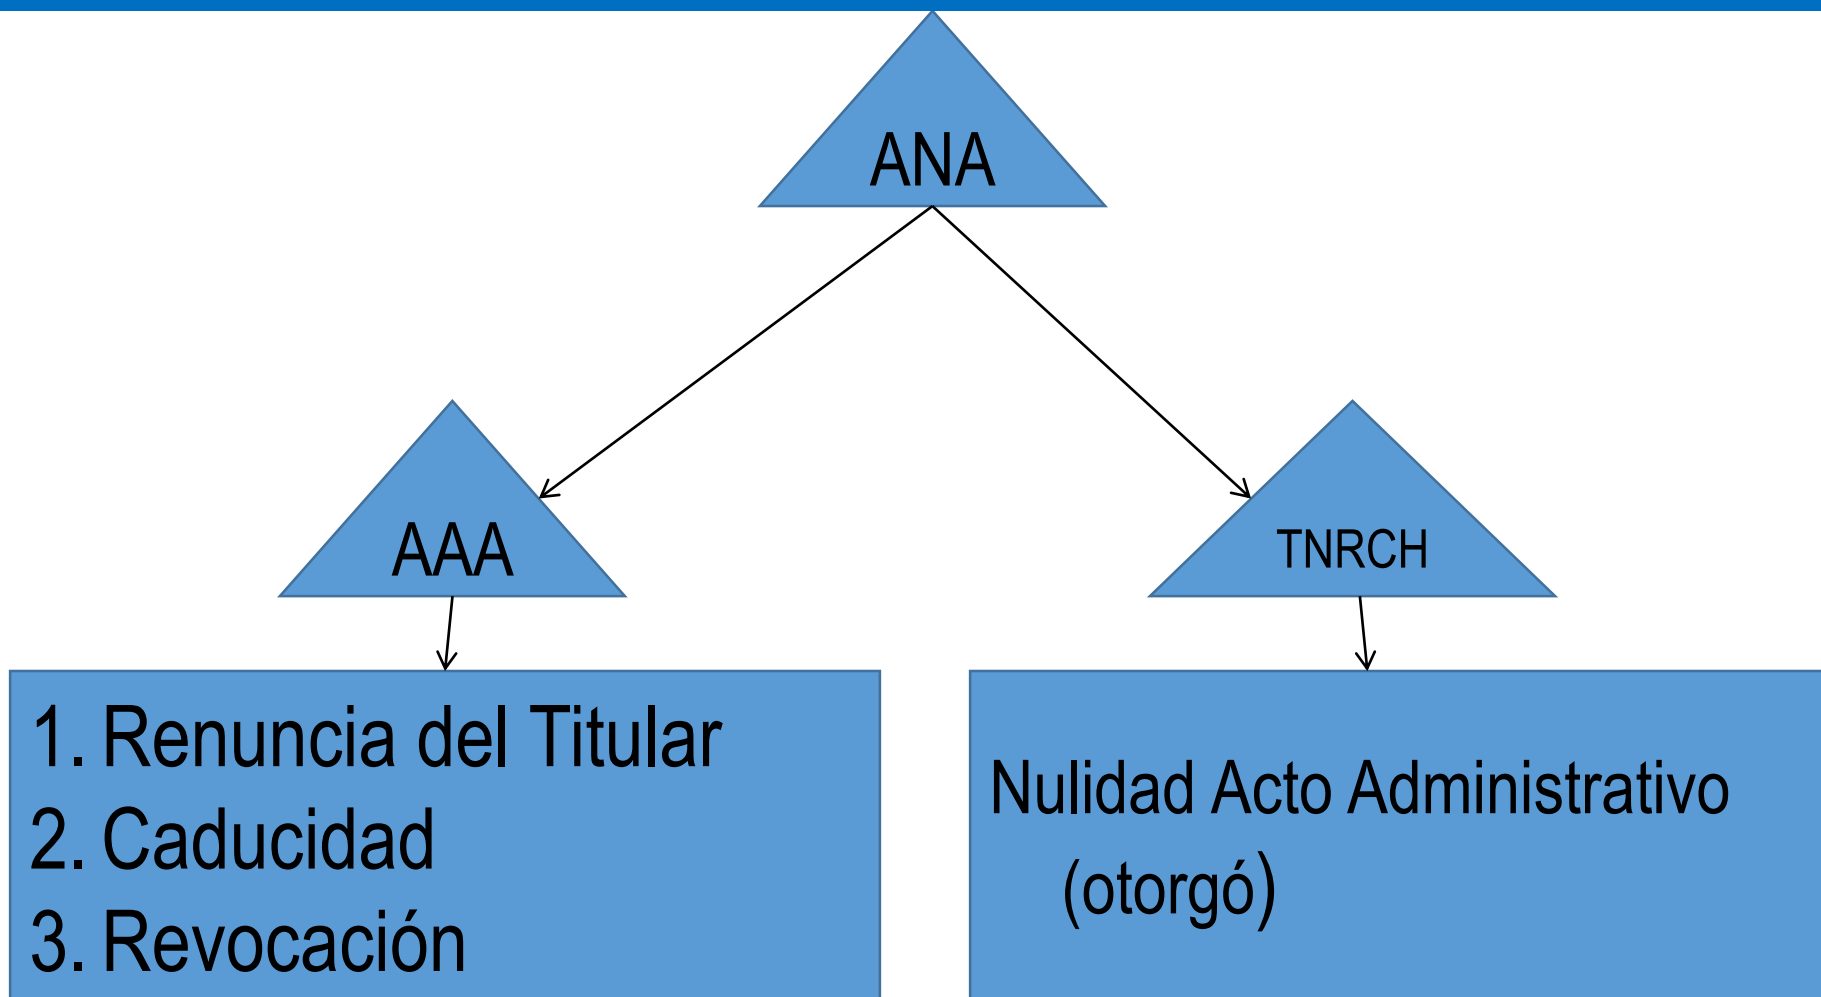 ANA
AAA
TNRCH
1. Renuncia del Titular
2. Caducidad
3. Revocación
Nulidad Acto Administrativo
(otorgó)